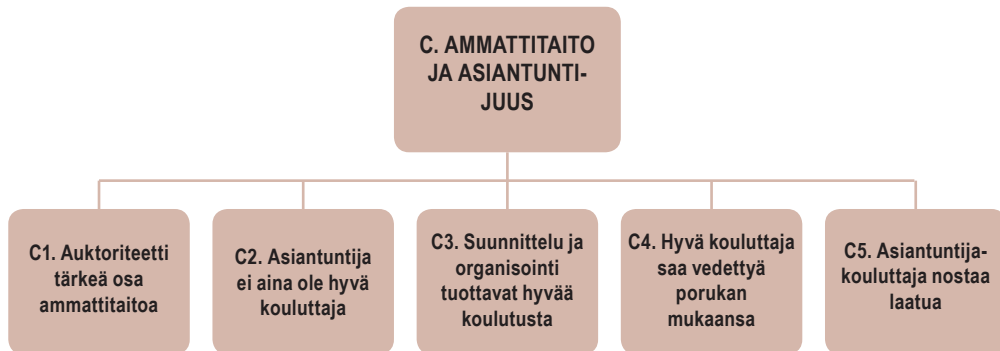 C. AMMATTITAITO
JA ASIANTUNTI-
JUUS
C1. Auktoriteetti
tärkeä osa
ammattitaitoa
C2. Asiantuntija
ei aina ole hyvä
kouluttaja
C3. Suunnittelu ja
organisointi
tuottavat hyvää
koulutusta
C4. Hyvä kouluttaja
saa vedettyä
porukan
mukaansa
C5. Asiantuntija-
kouluttaja nostaa
laatua